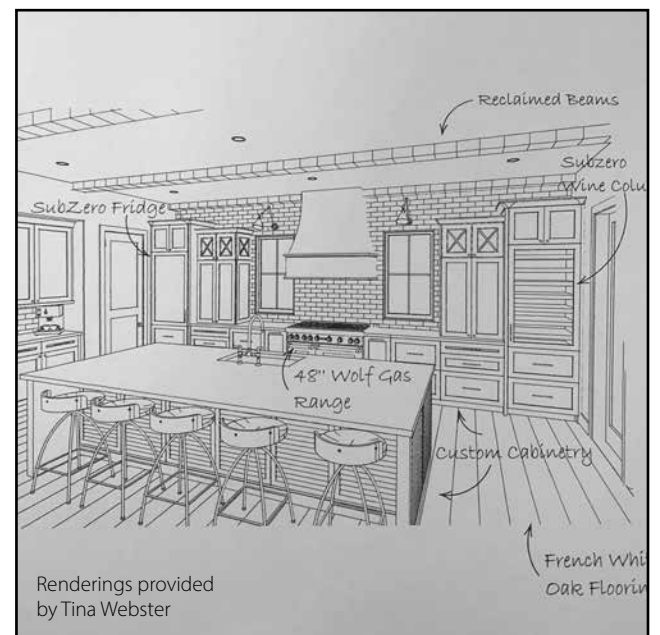 Reclaimed Beams
Subzero
Wine Colu
SubZero Fridge
48" Wolf Gas
Range
Custom Cabinetry
French Whi
Oak Floorin
Renderings provided
by Tina Webster